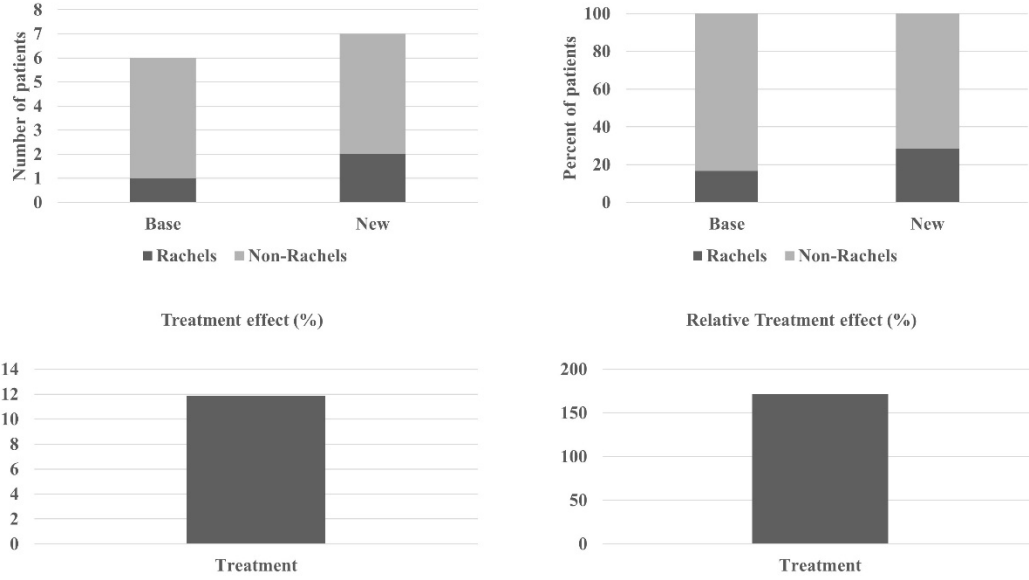 8
7
6
5
4
3
2
1
0
Number of patients
Base New
Rachels Non-Rachels
100
80
60
40
20
0
Percent of patients
Base New
Rachels Non-Rachels
Treatment effect (%)
14
12
10
8
6
4
2
0
Treatment
Relative Treatment effect (%)
200
150
100
50
0
Treatment